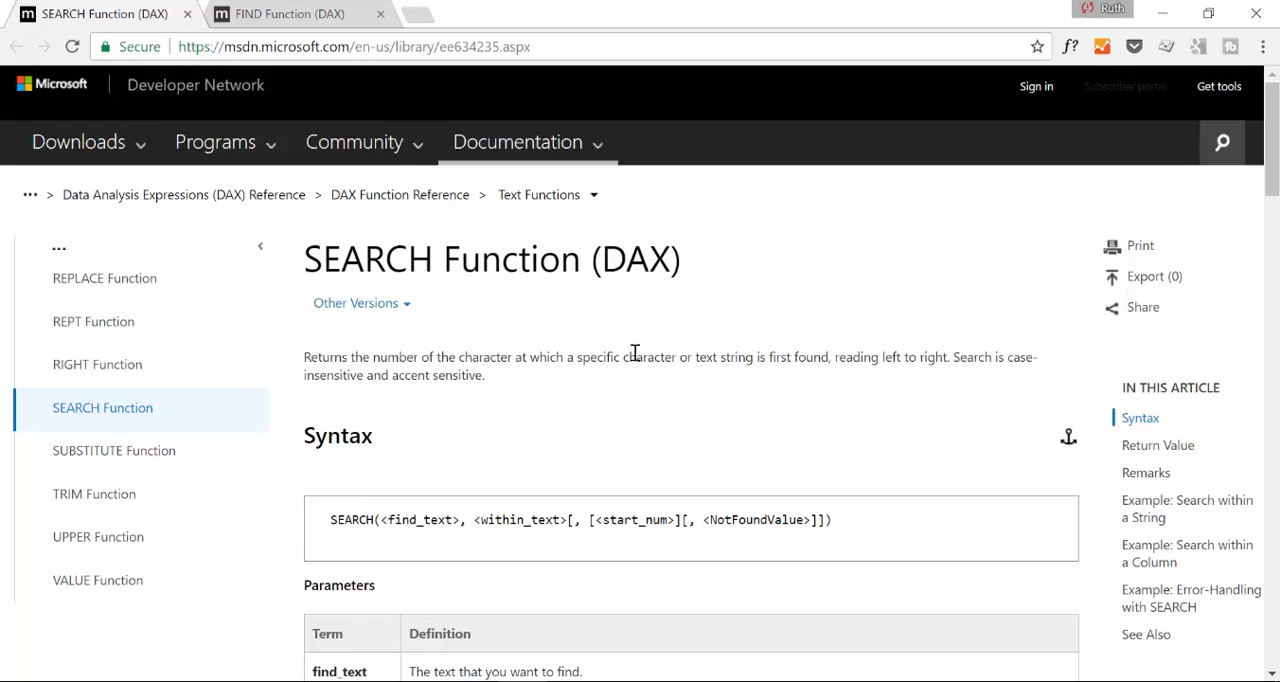 SEARCH Function (DAX)
FIND Function (DAX)
Ruth
Secure
https://msdn.microsoft.com/en-us/library/ee634235.aspx
f?
Microsoft
Developer Network
Sign in
Subscriber portal
Get tools
Downloads
Programs
Community
Documentation
... > Data Analysis Expressions (DAX) Reference > DAX Function Reference > Text Functions
...
REPLACE Function
REPT Function
RIGHT Function
SEARCH Function
SUBSTITUTE Function
TRIM Function
UPPER Function
VALUE Function
SEARCH Function (DAX)
Other Versions
Returns the number of the character at which a specific character or text string is first found, reading left to right. Search is case-
insensitive and accent sensitive.
Syntax
SEARCH(<find_text>, <within_text>[, [<start_num>][, <NotFoundValue>]])
Parameters
Term
Definition
find_text
The text that you want to find.
Print
Export (0)
Share
IN THIS ARTICLE
Syntax
Return Value
Remarks
Example: Search within
a String
Example: Search within
a Column
Example: Error-Handling
with SEARCH
See Also